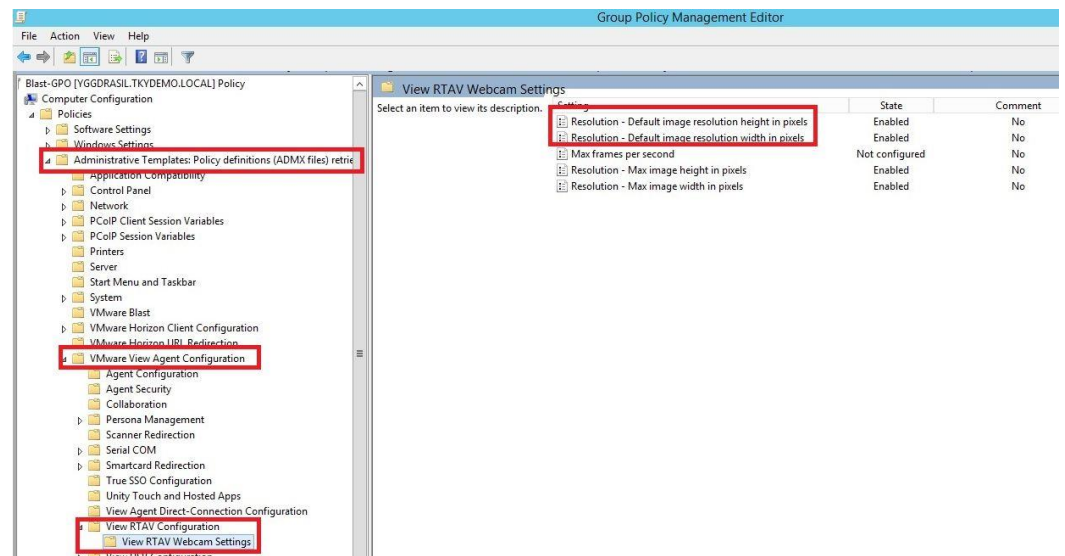 Group Policy Management Editor
File Action View Help
Blast-GPO [YGGDRASIL.TKYDEMO.LOCAL] Policy
Computer Configuration
Policies
Software Settings
Windows Settings
Administrative Templates: Policy definitions (ADMX files) retrie
Application Compatibility
Control Panel
Network
PCoIP Client Session Variables
PCoIP Session Variables
Printers
Server
Start Menu and Taskbar
System
VMware Blast
VMware Horizon Client Configuration
VMware Horizon URL Redirection
VMware View Agent Configuration
Agent Configuration
Agent Security
Collaboration
Persona Management
Scanner Redirection
Serial COM
Smartcard Redirection
True SSO Configuration
Unity Touch and Hosted Apps
View Agent Direct-Connection Configuration
View RTAV Configuration
View RTAV Webcam Settings
View RTAV Webcam Settings
Select an item to view its description.
Setting State Comment
Resolution - Default image resolution height in pixels Enabled No
Resolution - Default image resolution width in pixels Enabled No
Max frames per second Not configured No
Resolution - Max image height in pixels Enabled No
Resolution - Max image width in pixels Enabled No